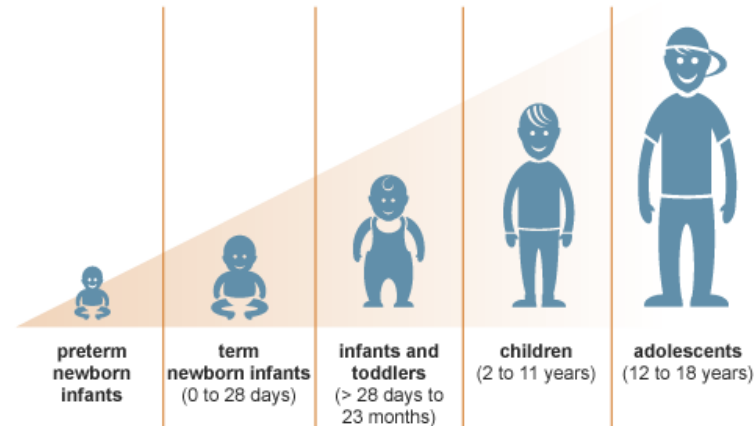 preterm
newborn
infants
term
newborn infants
(0 to 28 days)
infants and
toddlers
(> 28 days to
23 months)
children
(2 to 11 years)
adolescents
(12 to 18 years)